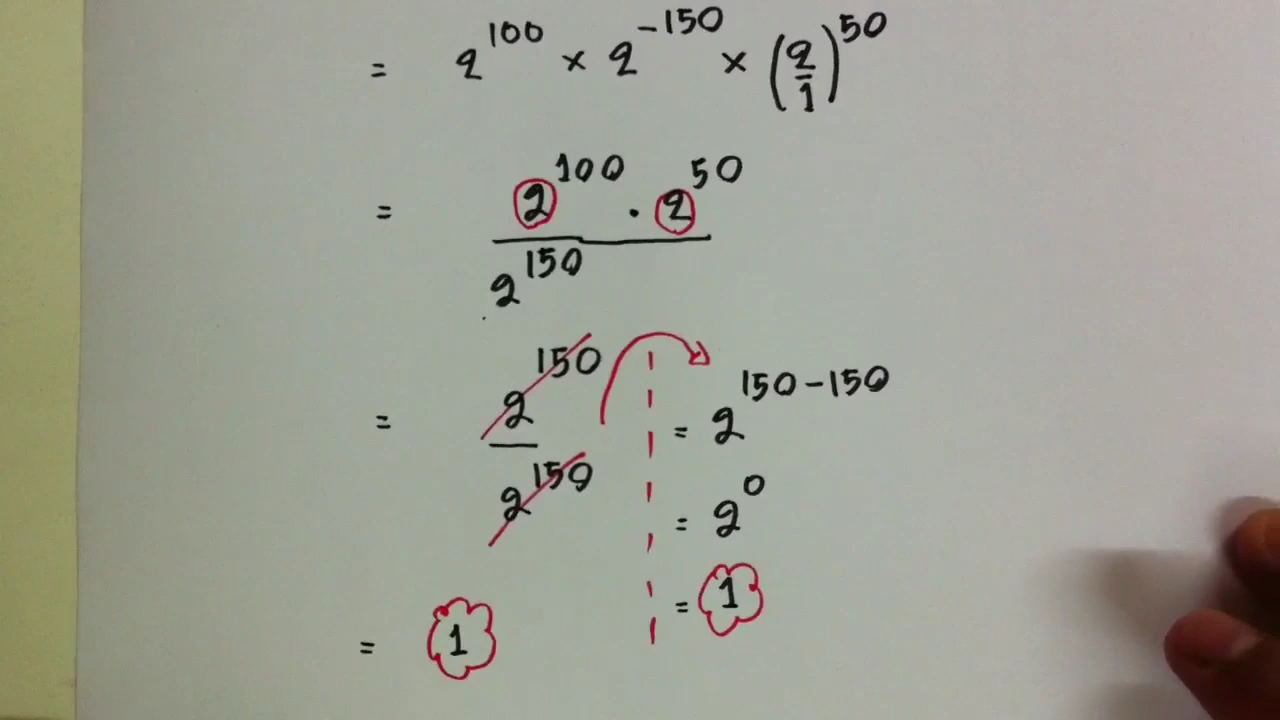 = 2^100 × 2^-150 × (2/1)^50
= (2^100 · 2^50) / 2^150
= 2^150 / 2^150
= 2^150-150
= 2^0
= 1
= 1